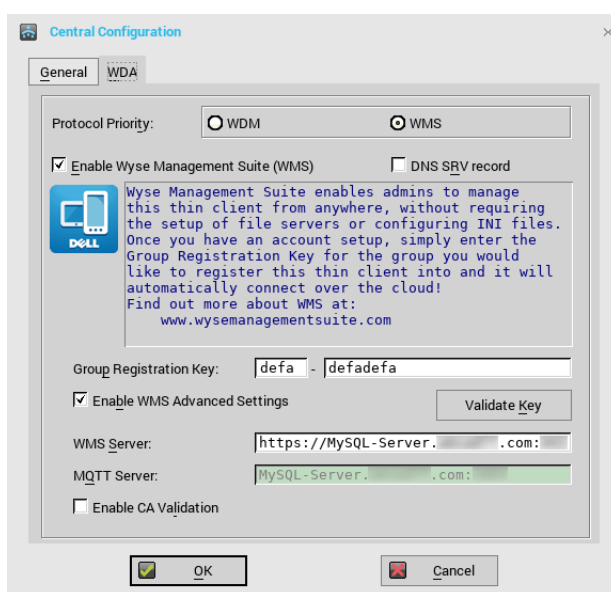 Central Configuration
General WDA
Protocol Priority: WDM WMS
Enable Wyse Management Suite (WMS) DNS SRV record
Wyse Management Suite enables admins to manage
this thin client from anywhere, without requiring
the setup of file servers or configuring INI files.
Once you have an account setup, simply enter the
Group Registration Key for the group you would
like to register this thin client into and it will
automatically connect over the cloud!
Find out more about WMS at:
www.wysemanagementsuite.com
DELL
Group Registration Key: defa - defadefa
Enable WMS Advanced Settings Validate Key
WMS Server: https://MySQL-Server. .com:
MQTT Server: MySQL-Server. .com:
Enable CA Validation
OK Cancel